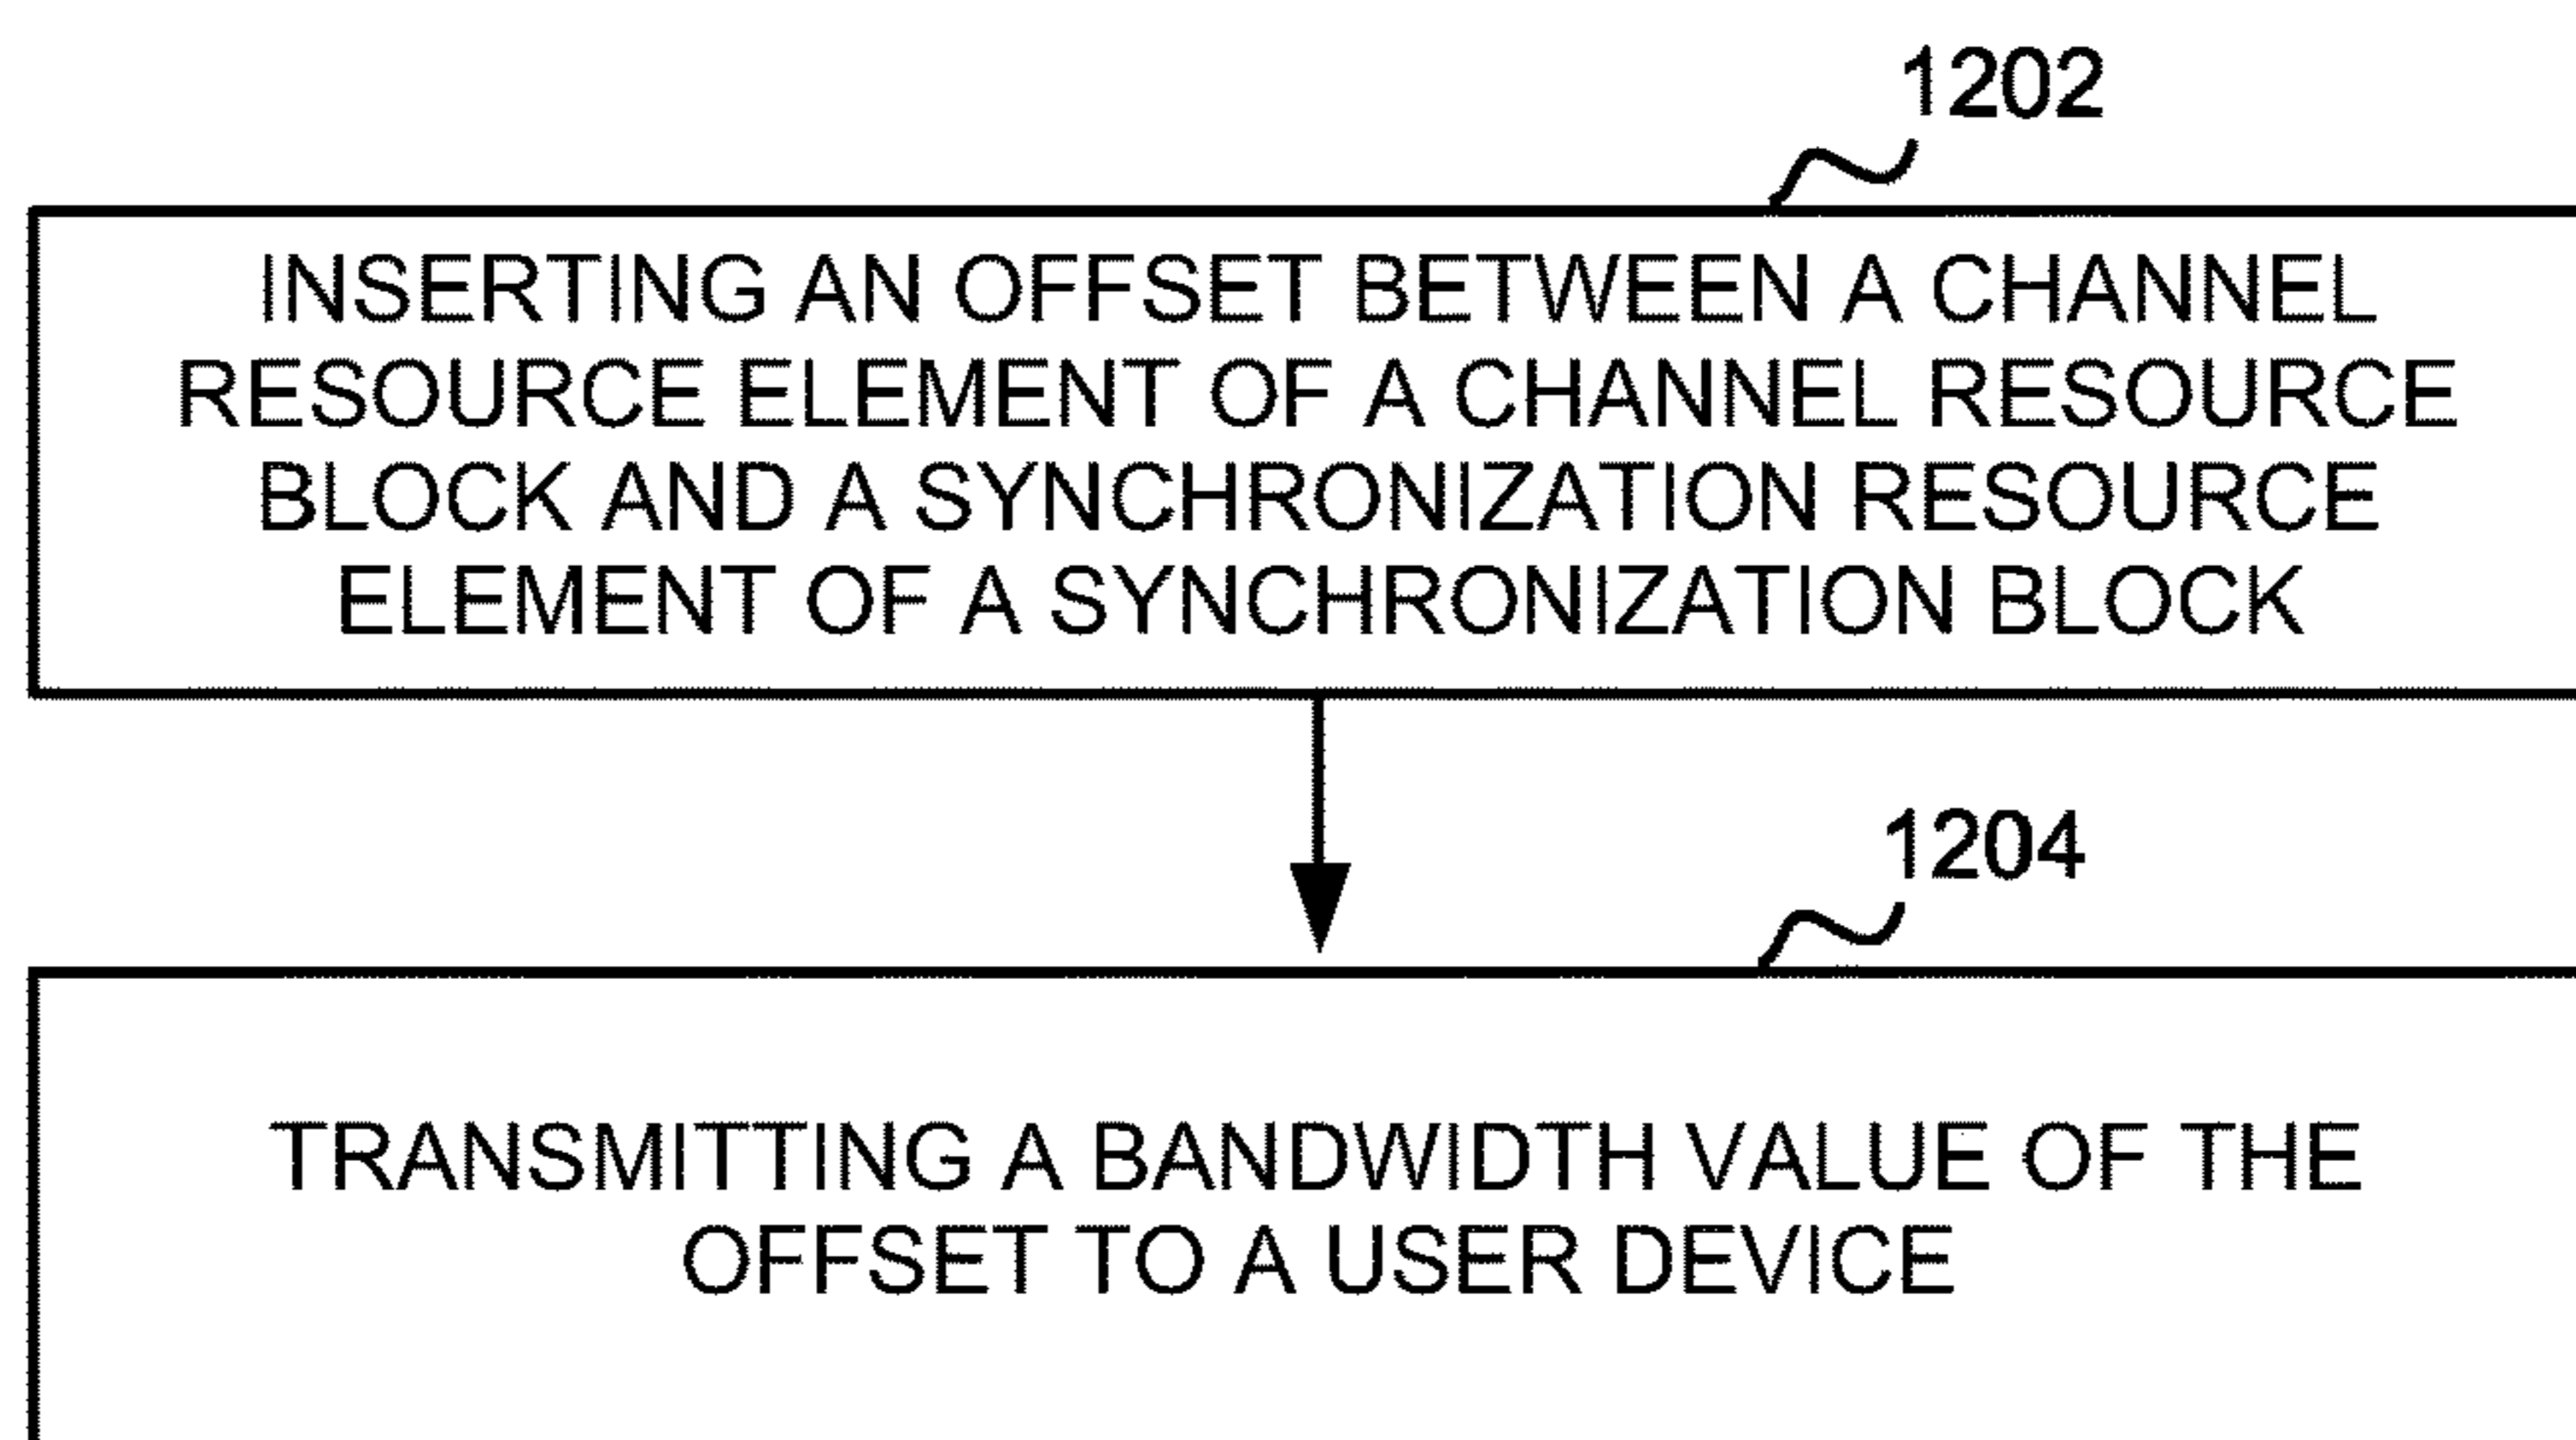 1202
INSERTING AN OFFSET BETWEEN A CHANNEL
RESOURCE ELEMENT OF A CHANNEL RESOURCE
BLOCK AND A SYNCHRONIZATION RESOURCE
ELEMENT OF A SYNCHRONIZATION BLOCK
1204
TRANSMITTING A BANDWIDTH VALUE OF THE
OFFSET TO A USER DEVICE